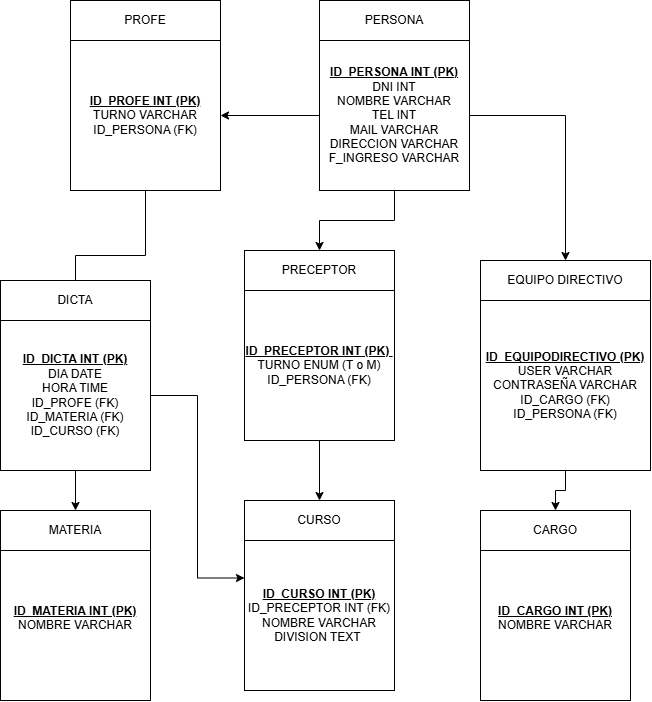 PROFE
ID_PROFE INT (PK)
TURNO VARCHAR
ID_PERSONA (FK)
PERSONA
ID_PERSONA INT (PK)
DNI INT
NOMBRE VARCHAR
TEL INT
MAIL VARCHAR
DIRECCION VARCHAR
F_INGRESO VARCHAR
DICTA
ID_DICTA INT (PK)
DIA DATE
HORA TIME
ID_PROFE (FK)
ID_MATERIA (FK)
ID_CURSO (FK)
PRECEPTOR
ID_PRECEPTOR INT (PK)
TURNO ENUM (T o M)
ID_PERSONA (FK)
EQUIPO DIRECTIVO
ID_EQUIPODIRECTIVO (PK)
USER VARCHAR
CONTRASEÑA VARCHAR
ID_CARGO (FK)
ID_PERSONA (FK)
MATERIA
ID_MATERIA INT (PK)
NOMBRE VARCHAR
CURSO
ID_CURSO INT (PK)
ID_PRECEPTOR INT (FK)
NOMBRE VARCHAR
DIVISION TEXT
CARGO
ID_CARGO INT (PK)
NOMBRE VARCHAR